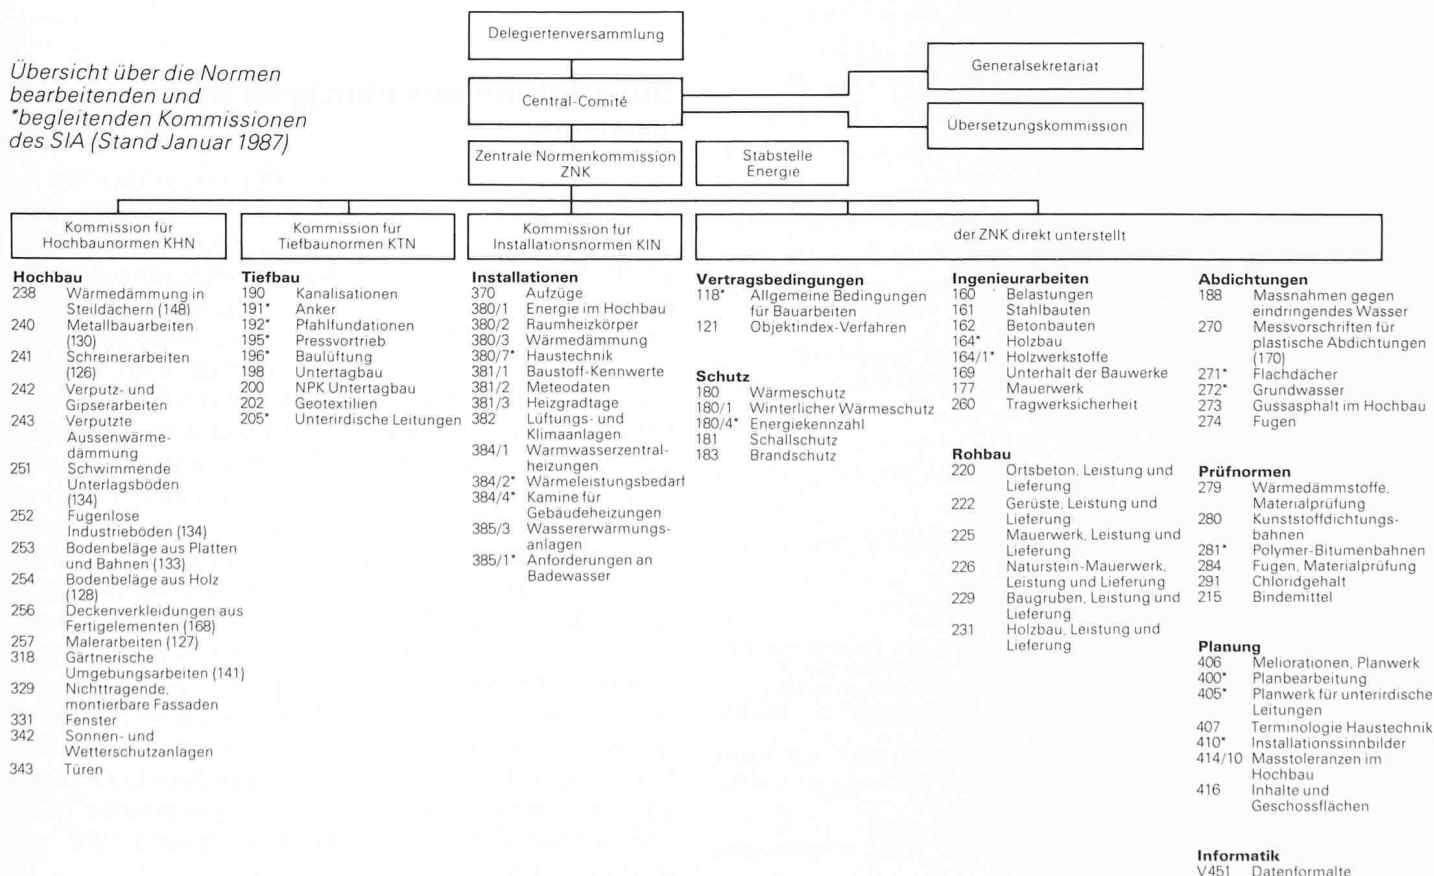 Übersicht über die Normen
bearbeitenden und
*begleitenden Kommissionen
des SIA (Stand Januar 1987)
Delegiertenversammlung
Central-Comité
Generalsekretariat
Übersetzungskommission
Zentrale Normenkommission
ZNK
Stabstelle
Energie
Kommission für
Hochbaunormen KHN
Kommission für
Tiefbaunormen KTN
Kommission für
Installationsnormen KIN
der ZNK direkt unterstellt
Hochbau
238 Wärmedämmung in
Steildächern (148)
240 Metallbauarbeiten
(130)
241 Schreinerarbeiten
(126)
242 Verputz- und
Gipserarbeiten
243 Verputzte
Aussenwärme-
dämmung
251 Schwimmende
Unterlagsböden
(134)
252 Fugenlose
Industrieböden (134)
253 Bodenbeläge aus Platten
und Bahnen (133)
254 Bodenbeläge aus Holz
(128)
256 Deckenverkleidungen aus
Fertigelementen (168)
257 Malerarbeiten (127)
318 Gärtnerische
Umgebungsarbeiten (141)
329 Nichttragende,
montierbare Fassaden
331 Fenster
342 Sonnen- und
Wetterschutzanlagen
343 Türen
Tiefbau
190 Kanalisationen
191* Anker
192* Pfahlfundationen
195* Pressvortrieb
196* Baulüftung
198 Untertagbau
200 NPK Untertagbau
202 Geotextilien
205* Unterirdische Leitungen
Installationen
370 Aufzüge
380/1 Energie im Hochbau
380/2 Raumheizkörper
380/3 Wärmedämmung
380/7* Haustechnik
381/1 Baustoff-Kennwerte
381/2 Meteodaten
381/3 Heizgradtage
382 Lüftungs- und
Klimaanlagen
384/1 Warmwasserzentral-
heizungen
384/2* Wärmeleistungsbedarf
384/4* Kamine für
Gebäudeheizungen
385/3 Wassererwärmungs-
anlagen
385/1* Anforderungen an
Badewasser
Vertragsbedingungen
118* Allgemeine Bedingungen
für Bauarbeiten
121 Objektindex-Verfahren
Schutz
180 Wärmeschutz
180/1 Winterlicher Wärmeschutz
180/4* Energiekennzahl
181 Schallschutz
183 Brandschutz
Ingenieurarbeiten
160 Belastungen
161 Stahlbauten
162 Betonbauten
164* Holzbau
164/1* Holzwerkstoffe
169 Unterhalt der Bauwerke
177 Mauerwerk
260 Tragwerksicherheit
Rohbau
220 Ortsbeton, Leistung und
Lieferung
222 Gerüste, Leistung und
Lieferung
225 Mauerwerk, Leistung und
Lieferung
226 Naturstein-Mauerwerk,
Leistung und Lieferung
229 Baugruben, Leistung und
Lieferung
231 Holzbau, Leistung und
Lieferung
Abdichtungen
188 Massnahmen gegen
eindringendes Wasser
270 Messvorschriften für
plastische Abdichtungen
(170)
271* Flachdächer
272* Grundwasser
273 Gussasphalt im Hochbau
274 Fugen
Prüfnormen
279 Wärmedämmstoffe,
Materialprüfung
280 Kunststoffdichtungs-
bahnen
281* Polymer-Bitumenbahnen
284 Fugen, Materialprüfung
291 Chloridgehalt
215 Bindemittel
Planung
406 Meliorationen, Planwerk
400* Planbearbeitung
405* Planwerk für unterirdische
Leitungen
407 Terminologie Haustechnik
410* Installationssinnbilder
414/10 Masstoleranzen im
Hochbau
416 Inhalte und
Geschossflächen
Informatik
V451 Datenformalte